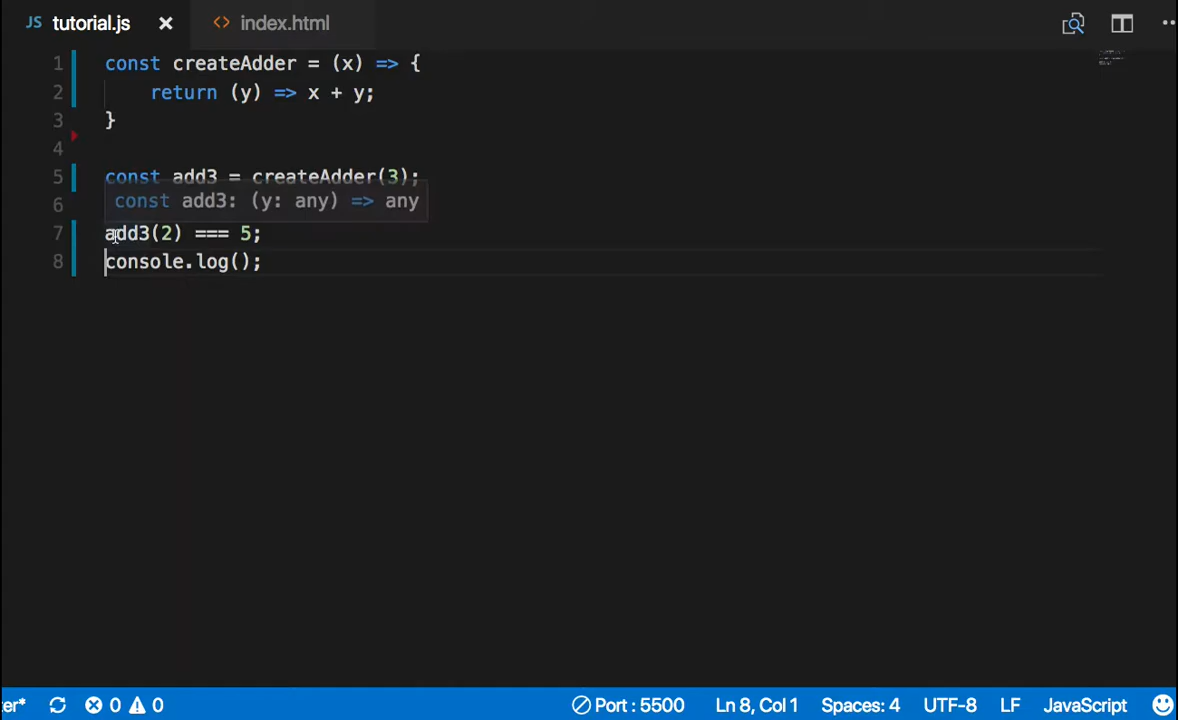 JS tutorial.js × <> index.html
1 const createAdder = (x) => {
2 return (y) => x + y;
3 }
4
5 const add3 = createAdder(3);
const add3: (y: any) => any
6
7 add3(2) === 5;
8 console.log();
ter* 0 0 Port : 5500 Ln 8, Col 1 Spaces: 4 UTF-8 LF JavaScript